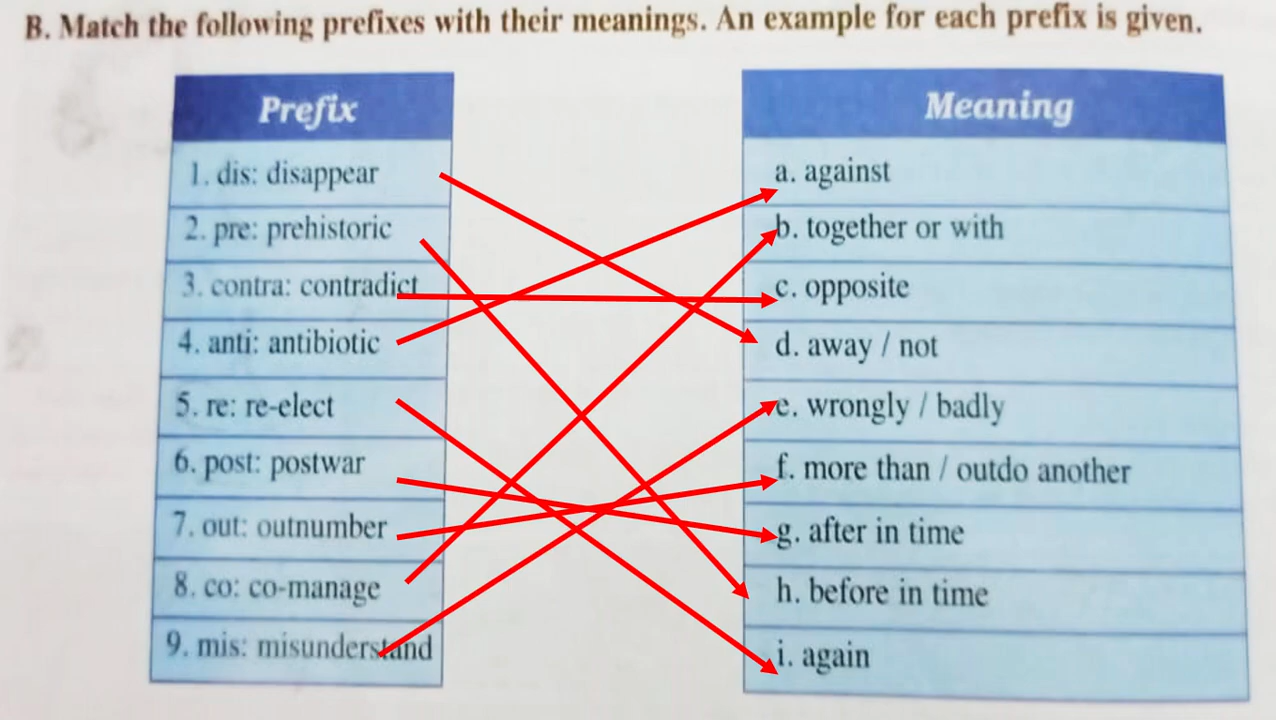 B. Match the following prefixes with their meanings. An example for each prefix is given.
Prefix
1. dis: disappear
2. pre: prehistoric
3. contra: contradict
4. anti: antibiotic
5. re: re-elect
6. post: postwar
7. out: outnumber
8. co: co-manage
9. mis: misunderstand
Meaning
a. against
b. together or with
c. opposite
d. away / not
e. wrongly / badly
f. more than / outdo another
g. after in time
h. before in time
i. again